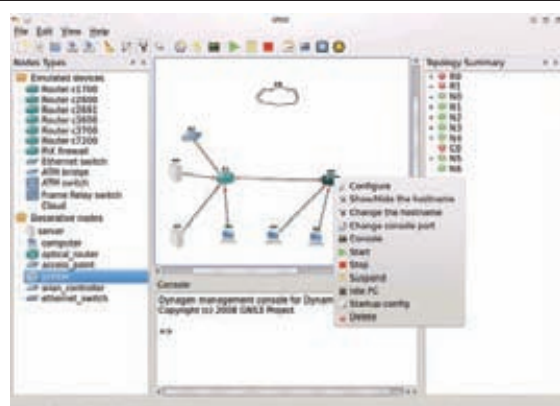 GNS3
File Edit View Help
Nodes Types
Emulated devices
Router c1700
Router c2600
Router c2691
Router c3600
Router c3700
Router c7200
PIX firewall
Ethernet switch
ATM bridge
ATM switch
Frame Relay switch
Cloud
Decorative nodes
server
computer
optical_router
access_point
wlan_controller
ethernet_switch
Configure
Show/Hide the hostname
Change the hostname
Change console port
Console
Start
Stop
Suspend
Idle PC
Startup-config
Delete
Console
Dynagen management console for Dynam
Copyright (c) 2008 GNS3 Project
=>
Topology Summary
R0
R1
N0
N1
N2
N3
N4
C0
N5
N6